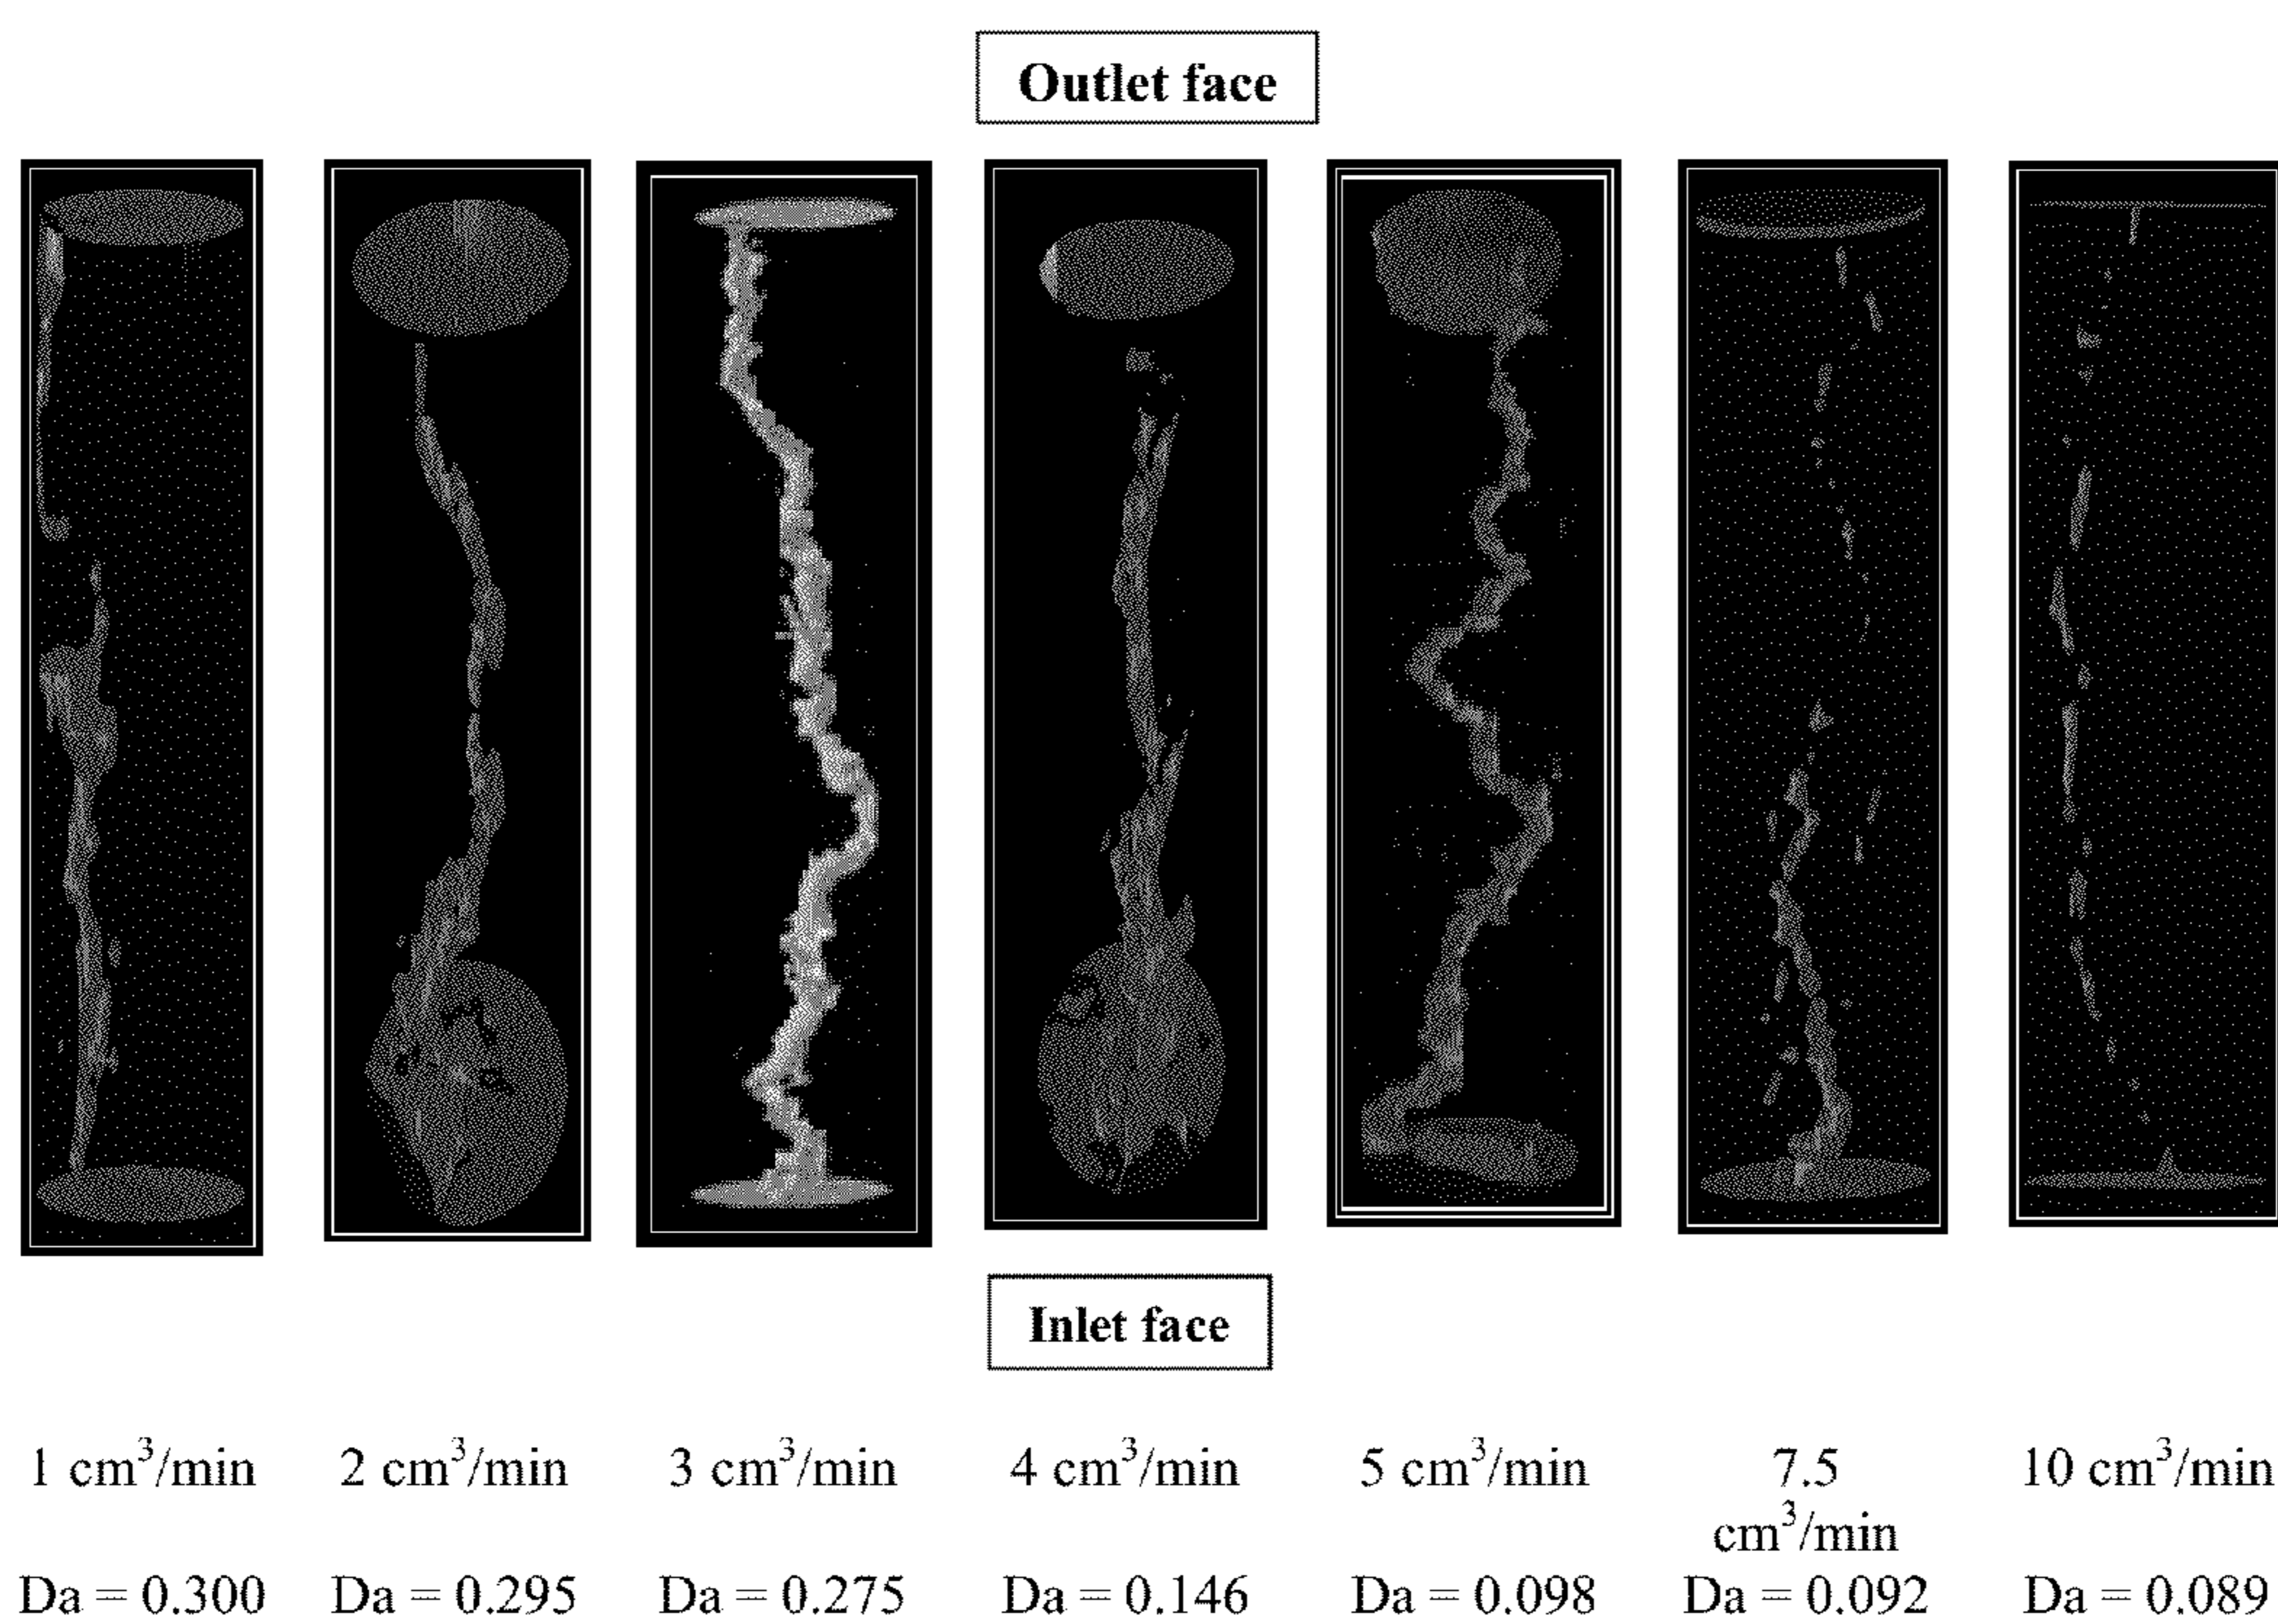 Outlet face
Inlet face
1 cm³/min 2 cm³/min 3 cm³/min 4 cm³/min 5 cm³/min 7.5 cm³/min 10 cm³/min
Da = 0.300 Da = 0.295 Da = 0.275 Da = 0.146 Da = 0.098 Da = 0.092 Da = 0.089